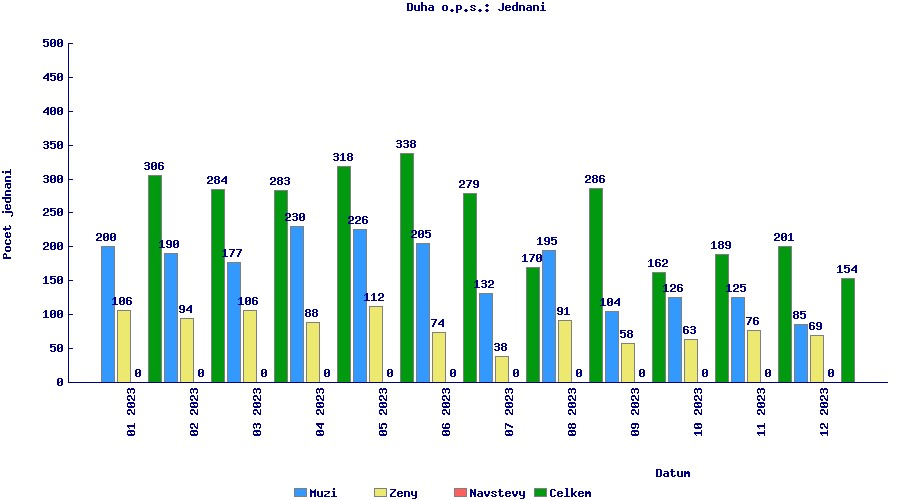 Duha o.p.s.: Jednani
Pocet jednani
500
450
400
350
300
250
200
150
100
50
0
200 106 0 306
190 94 0 284
177 106 0 283
230 88 0 318
226 112 0 338
205 74 0 279
132 38 0 170
195 91 0 286
104 58 0 162
126 63 0 189
125 76 0 201
85 69 0 154
01 2023
02 2023
03 2023
04 2023
05 2023
06 2023
07 2023
08 2023
09 2023
10 2023
11 2023
12 2023
Datum
Muzi Zeny Navstevy Celkem